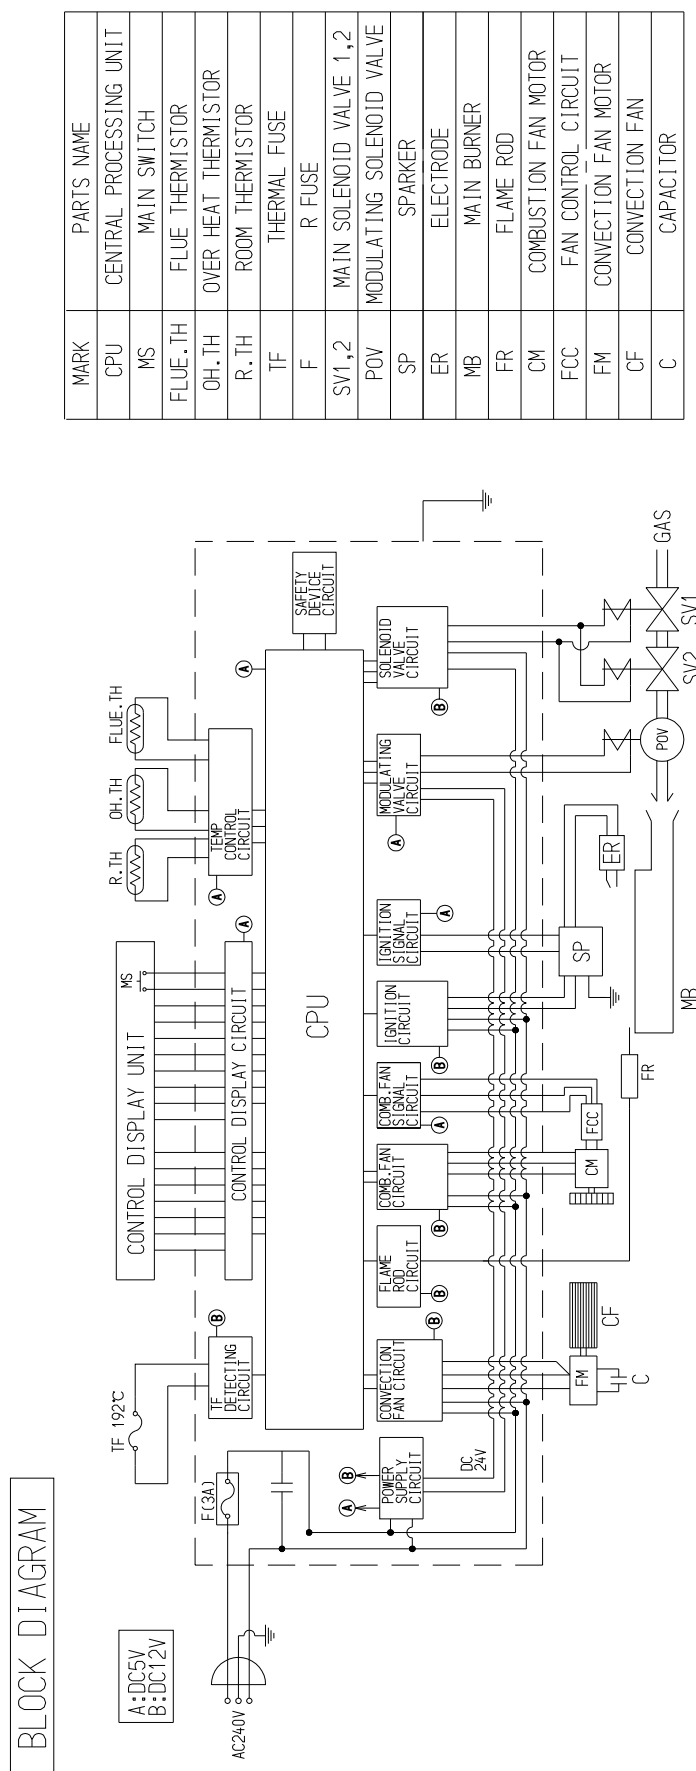 BLOCK DIAGRAM
A:DC5V
B:DC12V
AC240V
F(3A)
TF 192℃
TF
DETECTING
CIRCUIT
B
CONTROL DISPLAY UNIT
MS
CONTROL DISPLAY CIRCUIT
A
R.TH
OH.TH
FLUE.TH
TEMP
CONTROL
CIRCUIT
A
A
CPU
SAFETY
DEVICE
CIRCUIT
A
B
POWER
SUPPLY
CIRCUIT
DC
24V
CONVECTION
FAN CIRCUIT
B
FLAME
ROD
CIRCUIT
B
COMB.FAN
CIRCUIT
B
COMB.FAN
SIGNAL
CIRCUIT
A
IGNITION
CIRCUIT
B
IGNITION
SIGNAL
CIRCUIT
A
MODULATING
VALVE
CIRCUIT
A
SOLENOID
VALVE
CIRCUIT
B
FM
CF
C
CM
FCC
FR
SP
ER
MB
POV
SV2
SV1
GAS
MARK PARTS NAME
CPU CENTRAL PROCESSING UNIT
MS MAIN SWITCH
FLUE.TH FLUE THERMISTOR
OH.TH OVER HEAT THERMISTOR
R.TH ROOM THERMISTOR
TF THERMAL FUSE
F R FUSE
SV1,2 MAIN SOLENOID VALVE 1,2
POV MODULATING SOLENOID VALVE
SP SPARKER
ER ELECTRODE
MB MAIN BURNER
FR FLAME ROD
CM COMBUSTION FAN MOTOR
FCC FAN CONTROL CIRCUIT
FM CONVECTION FAN MOTOR
CF CONVECTION FAN
C CAPACITOR